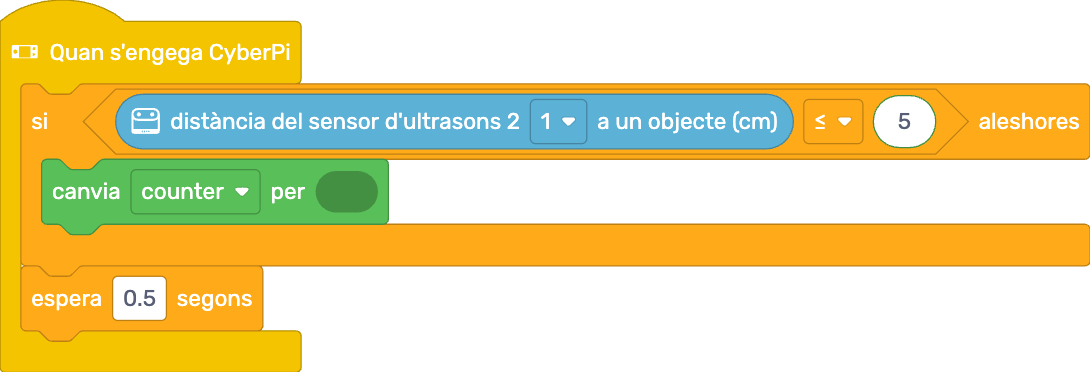 Quan s'engega CyberPi
si distància del sensor d'ultrasons 2 1 a un objecte (cm) ≤ 5 aleshores
canvia counter per
espera 0.5 segons